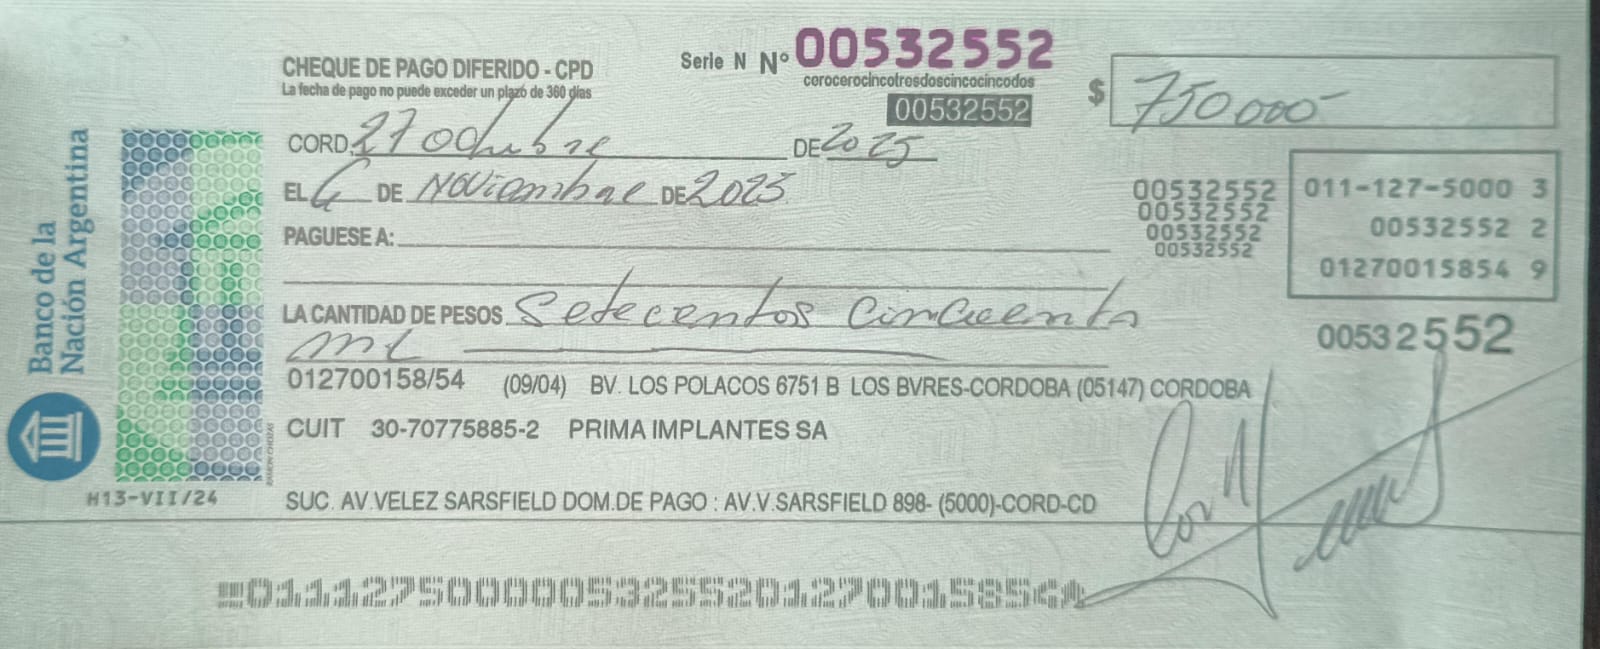 Banco de la
Nación Argentina
H13-VII/24
RAMON CHOZAS
CHEQUE DE PAGO DIFERIDO - CPD
La fecha de pago no puede exceder un plazo de 360 días
Serie N Nº 00532552
cerocerocincotresdoscincocincodos
00532552
$ 750000-
CORD, 27 octubre DE 2025
EL 6 DE Noviembre DE 2025
PAGUESE A:
00532552
00532552
00532552
00532552
011-127-5000 3
00532552 2
01270015854 9
00532552
LA CANTIDAD DE PESOS Setecentos cincuenta
mil
012700158/54 (09/04) BV. LOS POLACOS 6751 B LOS BVRES-CORDOBA (05147) CORDOBA
CUIT 30-70775885-2 PRIMA IMPLANTES SA
SUC. AV.VELEZ SARSFIELD DOM.DE PAGO : AV.V.SARSFIELD 898- (5000)-CORD-CD
01112750000053255201270015854